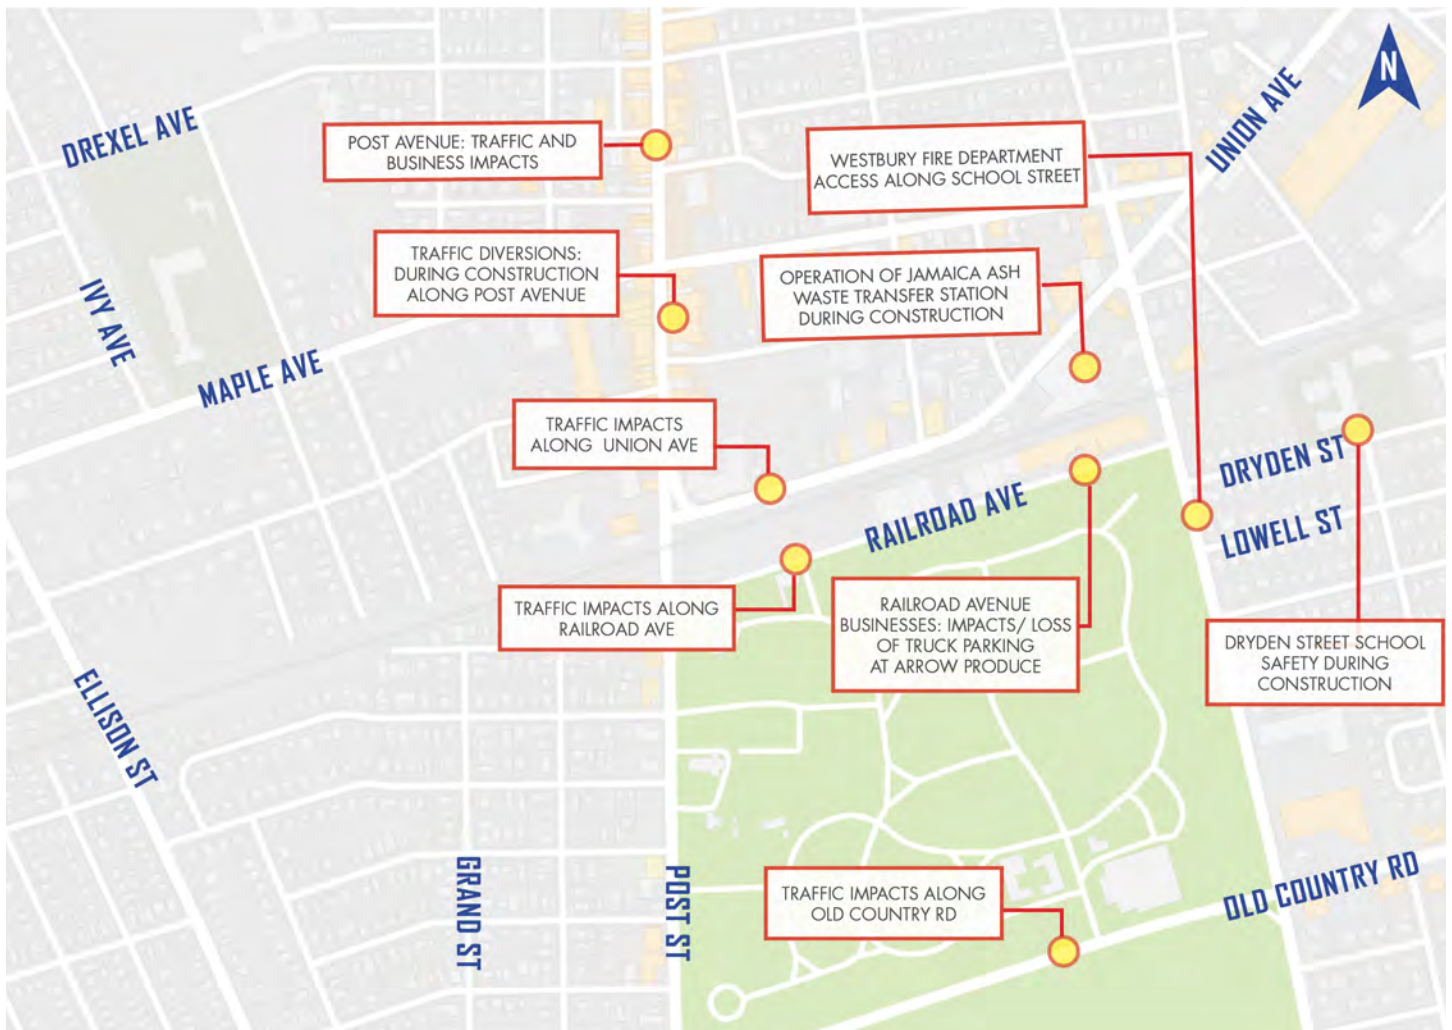 N
UNION AVE
DREXEL AVE
POST AVENUE: TRAFFIC AND
BUSINESS IMPACTS
WESTBURY FIRE DEPARTMENT
ACCESS ALONG SCHOOL STREET
TRAFFIC DIVERSIONS:
DURING CONSTRUCTION
ALONG POST AVENUE
OPERATION OF JAMAICA ASH
WASTE TRANSFER STATION
DURING CONSTRUCTION
IVY AVE
MAPLE AVE
TRAFFIC IMPACTS
ALONG UNION AVE
DRYDEN ST
RAILROAD AVE
LOWELL ST
TRAFFIC IMPACTS ALONG
RAILROAD AVE
RAILROAD AVENUE
BUSINESSES: IMPACTS/ LOSS
OF TRUCK PARKING
AT ARROW PRODUCE
DRYDEN STREET SCHOOL
SAFETY DURING
CONSTRUCTION
ELLISON ST
GRAND ST
POST ST
TRAFFIC IMPACTS ALONG
OLD COUNTRY RD
OLD COUNTRY RD